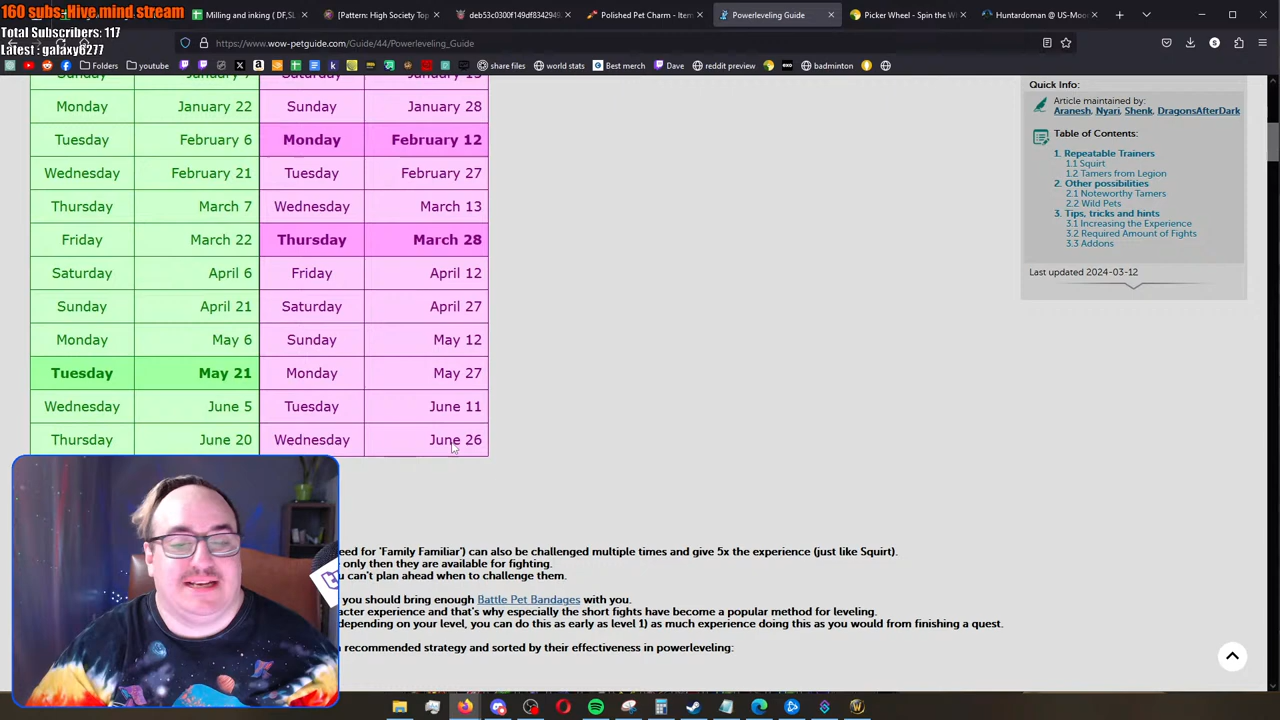 160 subs-Hive mind stream
Total Subscribers: 117
Latest : galaxy6277
Milling and inking ( DF,SL
[Pattern: High Society Top
deb53c0300f149df834294
Polished Pet Charm - Item
Powerleveling Guide
Picker Wheel - Spin the W
Huntardoman @ US-Moon
https://www.wow-petguide.com/Guide/44/Powerleveling_Guide
Folders
youtube
share files
world stats
Best merch
Dave
reddit preview
badminton
Sunday January 7 Saturday January 13
Monday January 22 Sunday January 28
Tuesday February 6 Monday February 12
Wednesday February 21 Tuesday February 27
Thursday March 7 Wednesday March 13
Friday March 22 Thursday March 28
Saturday April 6 Friday April 12
Sunday April 21 Saturday April 27
Monday May 6 Sunday May 12
Tuesday May 21 Monday May 27
Wednesday June 5 Tuesday June 11
Thursday June 20 Wednesday June 26
Quick Info:
Article maintained by:
Aranesh, Nyari, Shenk, DragonsAfterDark
Table of Contents:
1. Repeatable Trainers
1.1 Squirt
1.2 Tamers from Legion
2. Other possibilities
2.1 Noteworthy Tamers
2.2 Wild Pets
3. Tips, tricks and hints
3.1 Increasing the Experience
3.2 Required Amount of Fights
3.3 Addons
Last updated 2024-03-12
eed for 'Family Familiar') can also be challenged multiple times and give 5x the experience (just like Squirt).
only then they are available for fighting.
u can't plan ahead when to challenge them.
you should bring enough Battle Pet Bandages with you.
acter experience and that's why especially the short fights have become a popular method for leveling.
depending on your level, you can do this as early as level 1) as much experience doing this as you would from finishing a quest.
recommended strategy and sorted by their effectiveness in powerleveling: